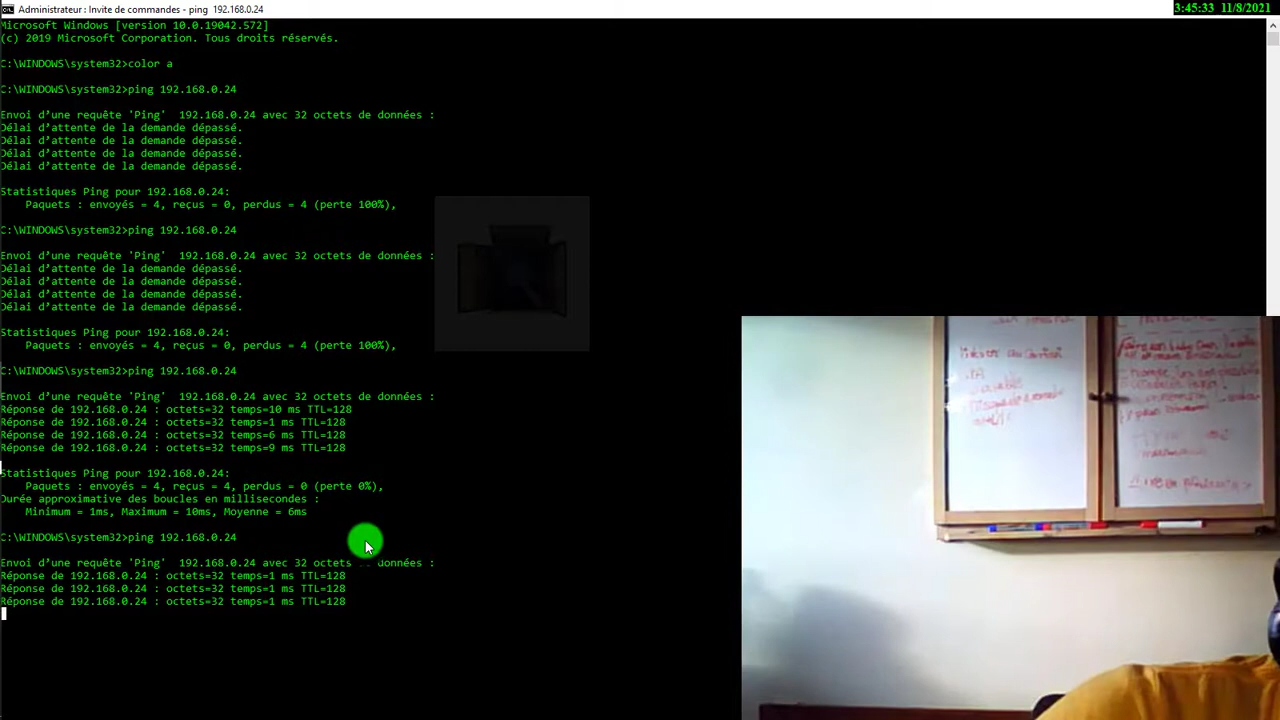 Administrateur : Invite de commandes - ping  192.168.0.24
3:45:33  11/8/2021
Microsoft Windows [version 10.0.19042.572]
(c) 2019 Microsoft Corporation. Tous droits réservés.
C:\WINDOWS\system32>color a
C:\WINDOWS\system32>ping 192.168.0.24
Envoi d’une requête 'Ping'  192.168.0.24 avec 32 octets de données :
Délai d’attente de la demande dépassé.
Délai d’attente de la demande dépassé.
Délai d’attente de la demande dépassé.
Délai d’attente de la demande dépassé.
Statistiques Ping pour 192.168.0.24:
    Paquets : envoyés = 4, reçus = 0, perdus = 4 (perte 100%),
C:\WINDOWS\system32>ping 192.168.0.24
Envoi d’une requête 'Ping'  192.168.0.24 avec 32 octets de données :
Délai d’attente de la demande dépassé.
Délai d’attente de la demande dépassé.
Délai d’attente de la demande dépassé.
Délai d’attente de la demande dépassé.
Statistiques Ping pour 192.168.0.24:
    Paquets : envoyés = 4, reçus = 0, perdus = 4 (perte 100%),
C:\WINDOWS\system32>ping 192.168.0.24
Envoi d’une requête 'Ping'  192.168.0.24 avec 32 octets de données :
Réponse de 192.168.0.24 : octets=32 temps=10 ms TTL=128
Réponse de 192.168.0.24 : octets=32 temps=1 ms TTL=128
Réponse de 192.168.0.24 : octets=32 temps=6 ms TTL=128
Réponse de 192.168.0.24 : octets=32 temps=9 ms TTL=128
Statistiques Ping pour 192.168.0.24:
    Paquets : envoyés = 4, reçus = 4, perdus = 0 (perte 0%),
Durée approximative des boucles en millisecondes :
    Minimum = 1ms, Maximum = 10ms, Moyenne = 6ms
C:\WINDOWS\system32>ping 192.168.0.24
Envoi d’une requête 'Ping'  192.168.0.24 avec 32 octets de données :
Réponse de 192.168.0.24 : octets=32 temps=1 ms TTL=128
Réponse de 192.168.0.24 : octets=32 temps=1 ms TTL=128
Réponse de 192.168.0.24 : octets=32 temps=1 ms TTL=128